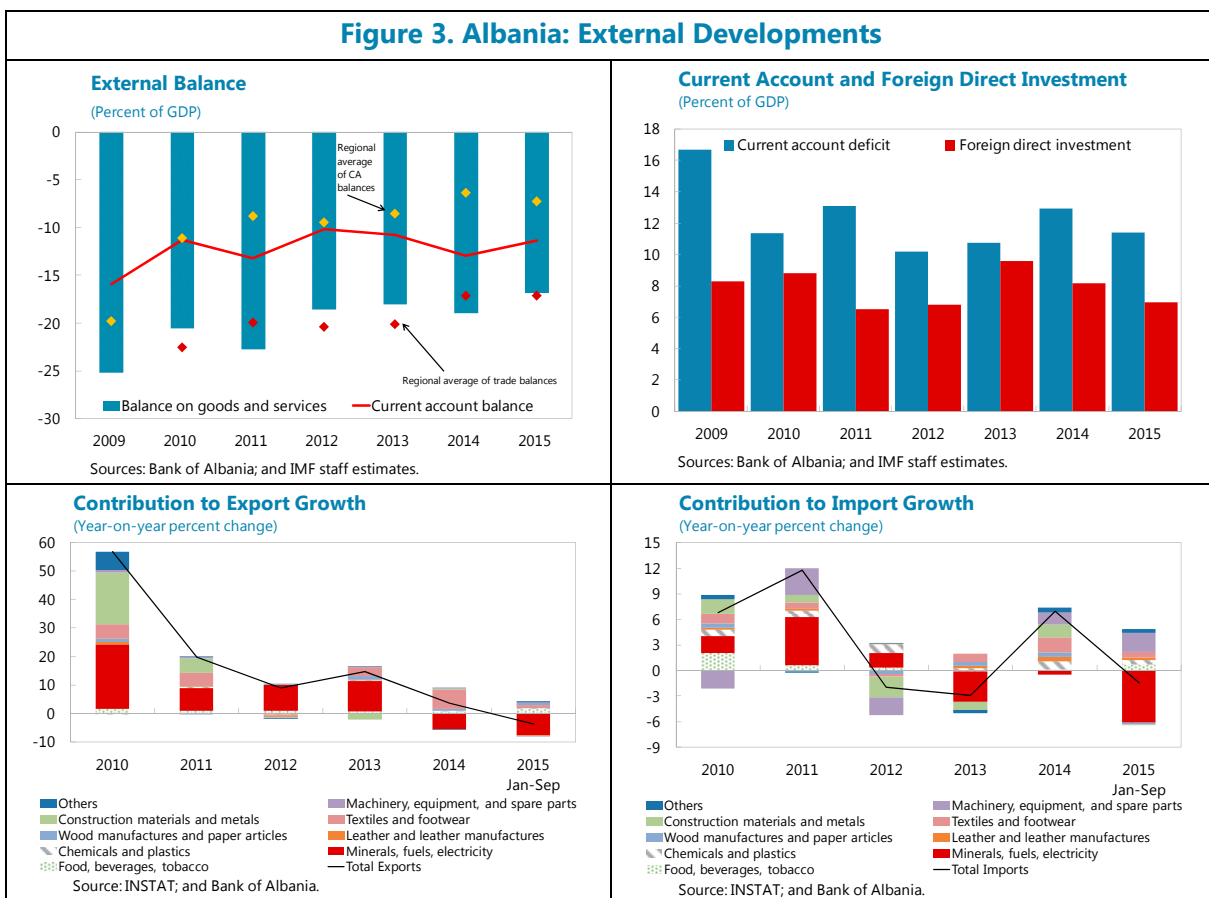 Figure 3. Albania: External Developments
External Balance
(Percent of GDP)
0
-5
-10
-15
-20
-25
-30
Regional
average
of CA
balances
Regional average of trade balances
Balance on goods and services
Current account balance
2009 2010 2011 2012 2013 2014 2015
Sources: Bank of Albania; and IMF staff estimates.
Current Account and Foreign Direct Investment
(Percent of GDP)
18
16
14
12
10
8
6
4
2
0
Current account deficit
Foreign direct investment
2009 2010 2011 2012 2013 2014 2015
Sources: Bank of Albania; and IMF staff estimates.
Contribution to Export Growth
(Year-on-year percent change)
60
50
40
30
20
10
0
-10
2010 2011 2012 2013 2014 2015
Jan-Sep
Others
Machinery, equipment, and spare parts
Construction materials and metals
Textiles and footwear
Wood manufactures and paper articles
Leather and leather manufactures
Chemicals and plastics
Minerals, fuels, electricity
Food, beverages, tobacco
Total Exports
Source: INSTAT; and Bank of Albania.
Contribution to Import Growth
(Year-on-year percent change)
15
12
9
6
3
0
-3
-6
-9
2010 2011 2012 2013 2014 2015
Jan-Sep
Others
Machinery, equipment, and spare parts
Construction materials and metals
Textiles and footwear
Wood manufactures and paper articles
Leather and leather manufactures
Chemicals and plastics
Minerals, fuels, electricity
Food, beverages, tobacco
Total Imports
Source: INSTAT; and Bank of Albania.